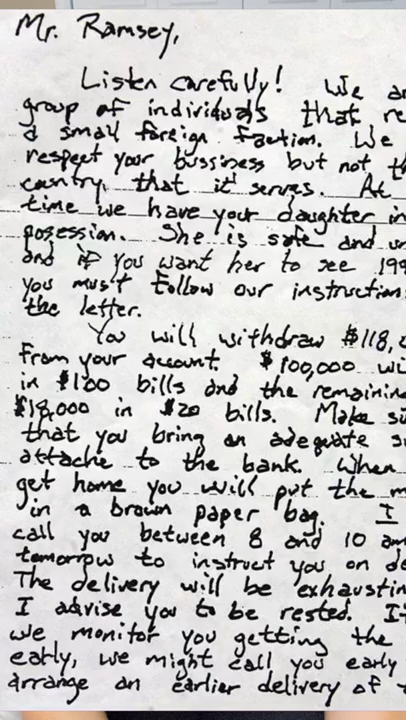 Mr. Ramsey,
Listen carefully! We a
group of individuals that re
a small foreign faction. We
respect your bussiness but not th
country that it serves. At
time we have your daughter in
posession. She is safe and un
and if you want her to see 199
you must follow our instruction
the letter.
You will withdraw $118,
from your account. $100,000 wi
in $100 bills and the remaining
$18,000 in $20 bills. Make su
that you bring an adequate s
attache to the bank. When
get home you will put the m
in a brown paper bag. I
call you between 8 and 10 am
tomorrow to instruct you on de
The delivery will be exhaustin
I advise you to be rested. If
we monitor you getting the
early, we might call you early
arrange an earlier delivery of